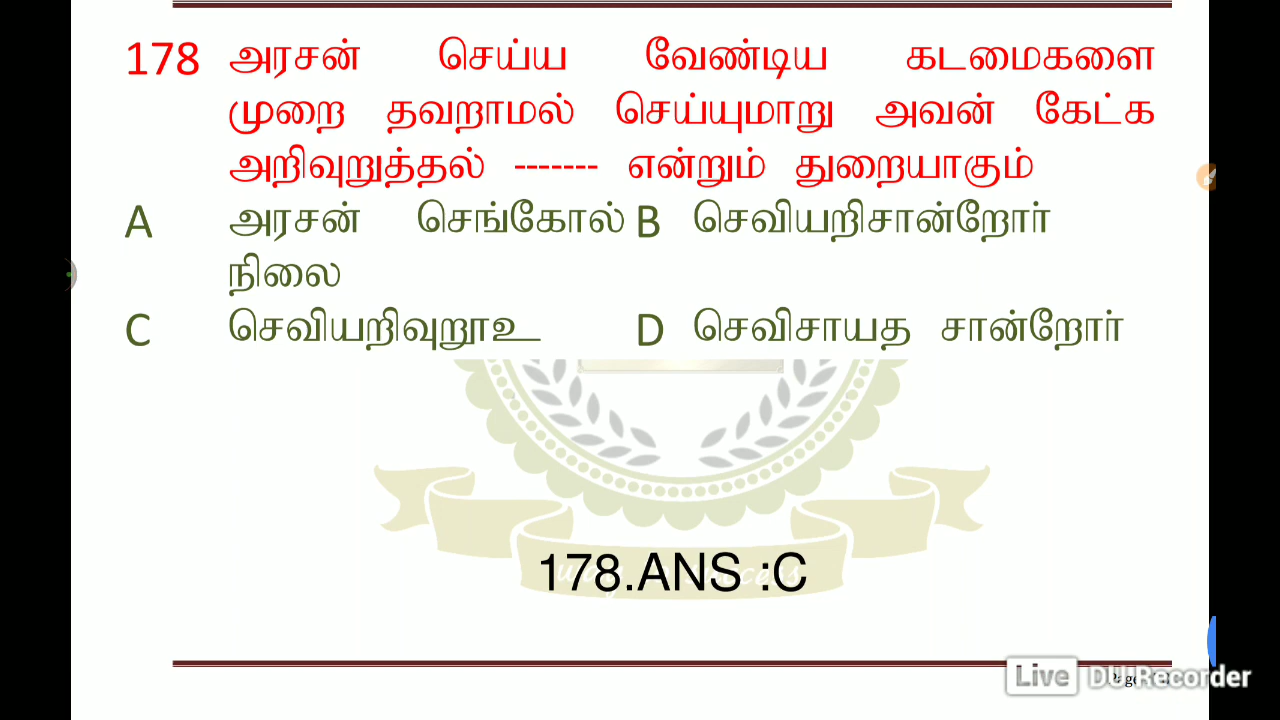 178 அரசன் செய்ய வேண்டிய கடமைகளை
முறை தவறாமல் செய்யுமாறு அவன் கேட்க
அறிவுறுத்தல் ------- என்றும் துறையாகும்
A அரசன் செங்கோல் B செவியறிசான்றோர்
நிலை
C செவியறிவுறூஉ D செவிசாயத சான்றோர்
178.ANS :C
Live DU Recorder